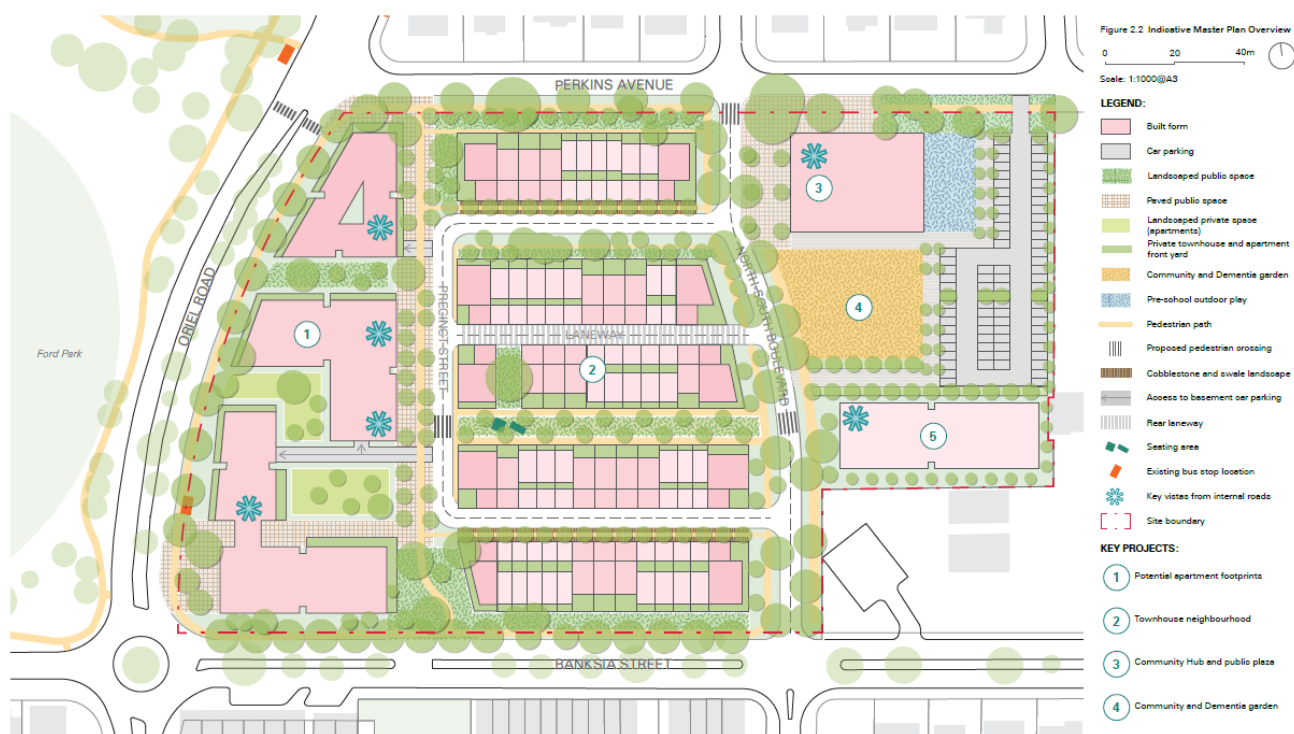 Figure 2.2 Indicative Master Plan Overview
0 20 40m
Scale: 1:1000@A3
LEGEND:
Built form
Car parking
Landscaped public space
Paved public space
Landscaped private space
(apartments)
Private townhouse and apartment
front yard
Community and Dementia garden
Pre-school outdoor play
Pedestrian path
Proposed pedestrian crossing
Cobblestone and swale landscape
Access to basement car parking
Rear laneway
Seating area
Existing bus stop location
Key vistas from internal roads
Site boundary
KEY PROJECTS:
1 Potential apartment footprints
2 Townhouse neighbourhood
3 Community Hub and public plaza
4 Community and Dementia garden
PERKINS AVENUE
ORIEL ROAD
Ford Park
PRECINCT STREET
LANEWAY
NORTH SOUTH BOULEVARD
BANKSIA STREET
1
2
3
4
5